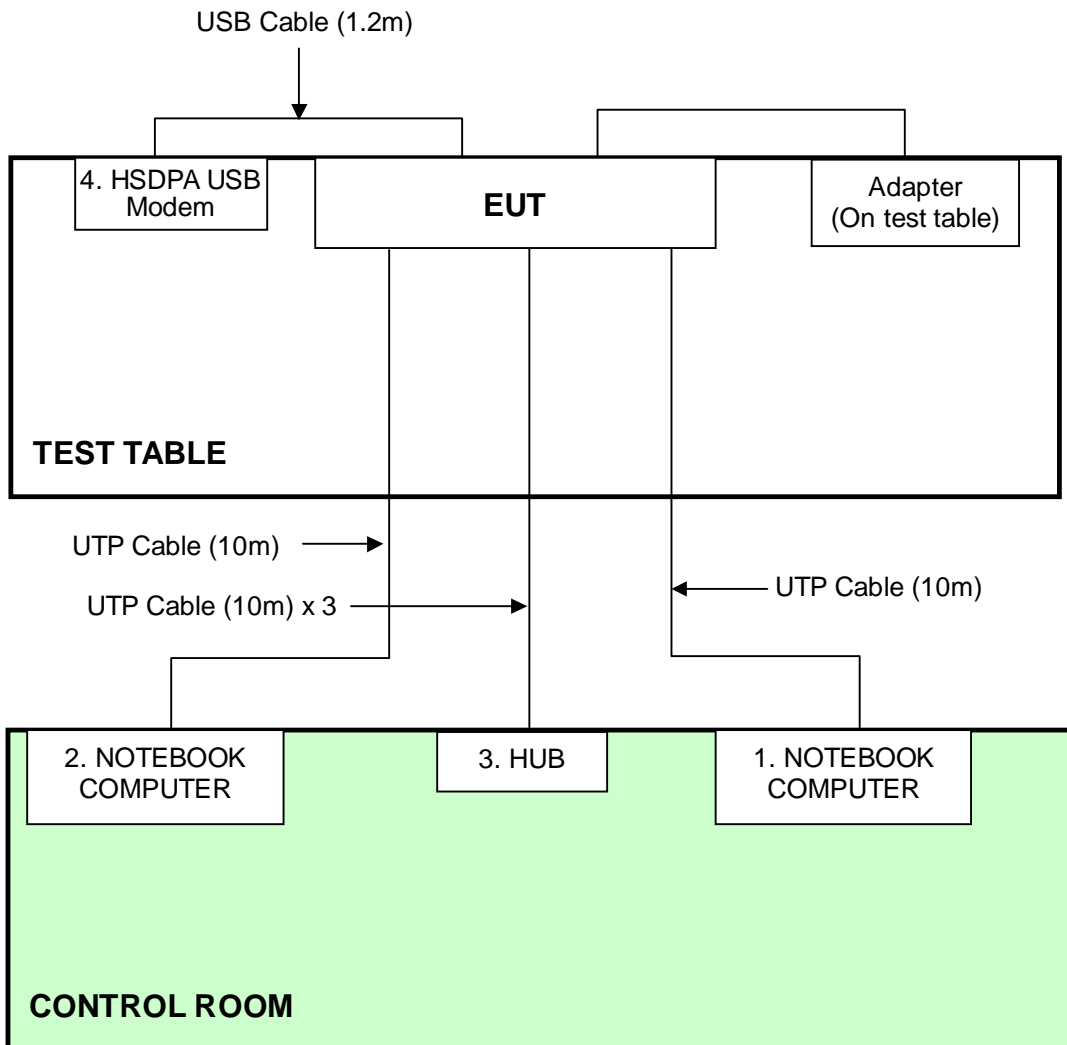 USB Cable (1.2m)
4. HSDPA USB
Modem
EUT
Adapter
(On test table)
TEST TABLE
UTP Cable (10m)
UTP Cable (10m) x 3
UTP Cable (10m)
2. NOTEBOOK
COMPUTER
3. HUB
1. NOTEBOOK
COMPUTER
CONTROL ROOM